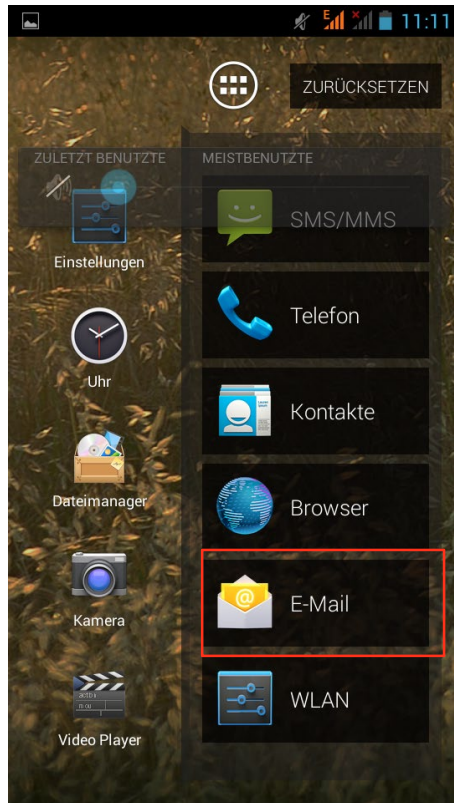 E
11:11
ZURÜCKSETZEN
ZULETZT BENUTZTE
MEISTBENUTZTE
Einstellungen
SMS/MMS
Uhr
Telefon
Dateimanager
Kontakte
Kamera
Browser
Video Player
E-Mail
@
WLAN